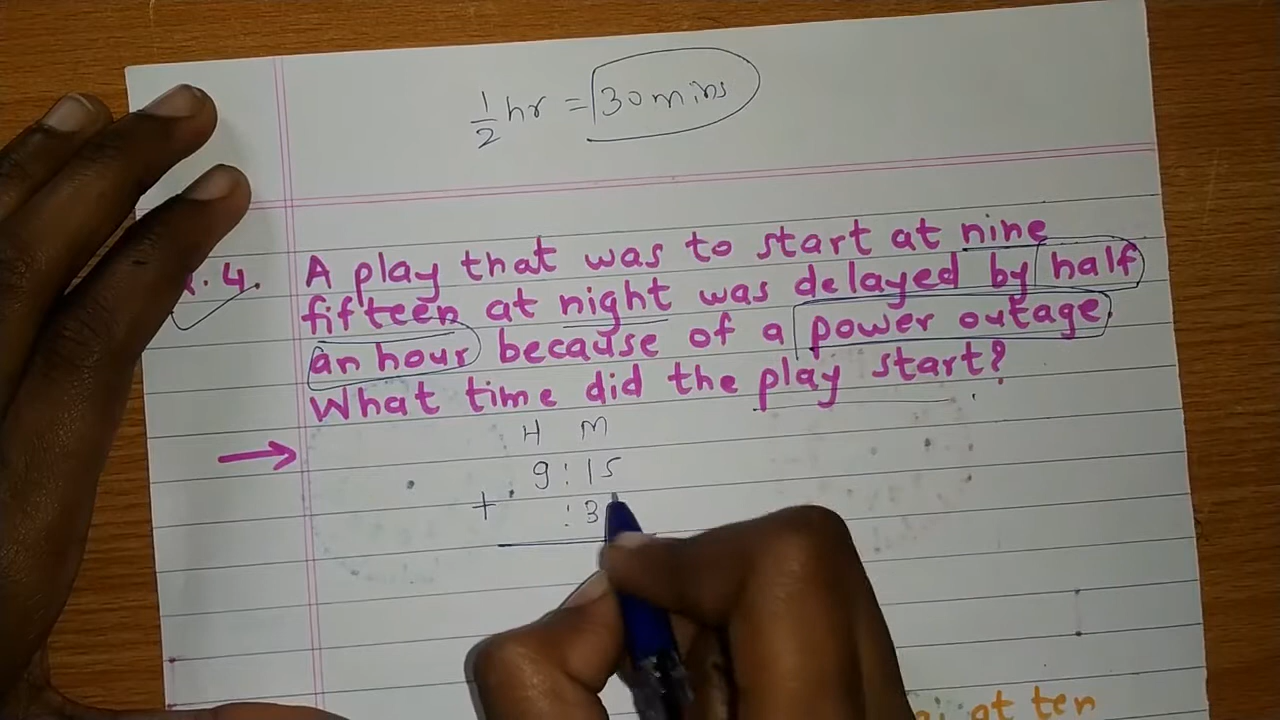 1/2 hr = 30 mins
.4. A play that was to start at nine
fifteen at night was delayed by half
an hour because of a power outage.
What time did the play start?
H M
9:15
+ :3
at ten